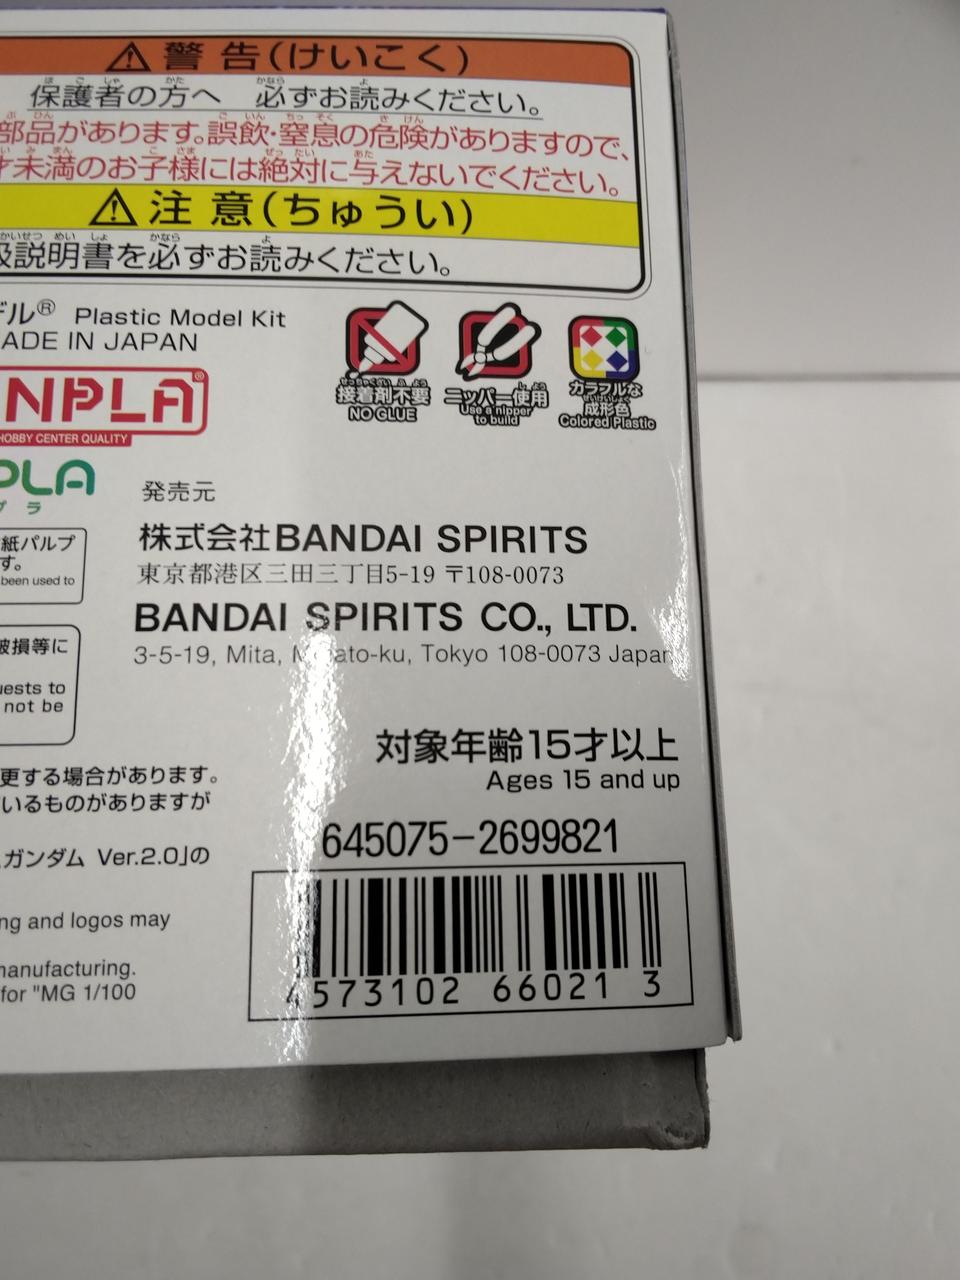 警 告(けいこく)
保護者の方へ 必ずお読みください。
部品があります。誤飲・窒息の危険がありますので、
才未満のお子様には絶対に与えないでください。
注 意(ちゅうい)
扱説明書を必ずお読みください。
デル® Plastic Model Kit
ADE IN JAPAN
接着剤不要
NO GLUE
ニッパー使用
Use a nipper
to build
カラフルな
成形色
Colored Plastic
NPLA®
HOBBY CENTER QUALITY
PLA
プラ
発売元
株式会社BANDAI SPIRITS
東京都港区三田三丁目5-19 〒108-0073
BANDAI SPIRITS CO., LTD.
3-5-19, Mita, Minato-ku, Tokyo 108-0073 Japan
紙パルプ
す。
been used to
破損等に
uests to
not be
対象年齢15才以上
Ages 15 and up
更する場合があります。
いるものがありますが
ガンダム Ver.2.0」の
ng and logos may
manufacturing.
for "MG 1/100
645075-2699821
4573102 66021 3